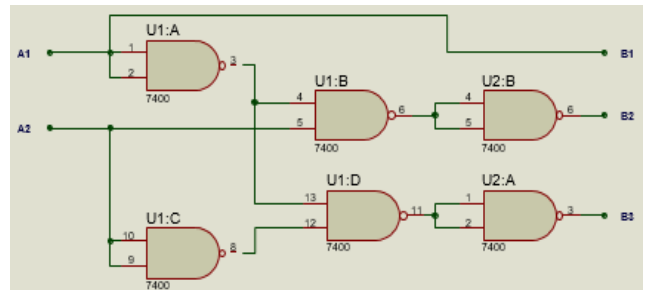 U1:A
A1 1 3 B1
2
7400
U1:B U2:B
4 6 4 6 B2
5 5
A2
7400 7400
U1:D U2:A
U1:C
13 11 1 3 B3
10 8 12 2
9
7400 7400
7400